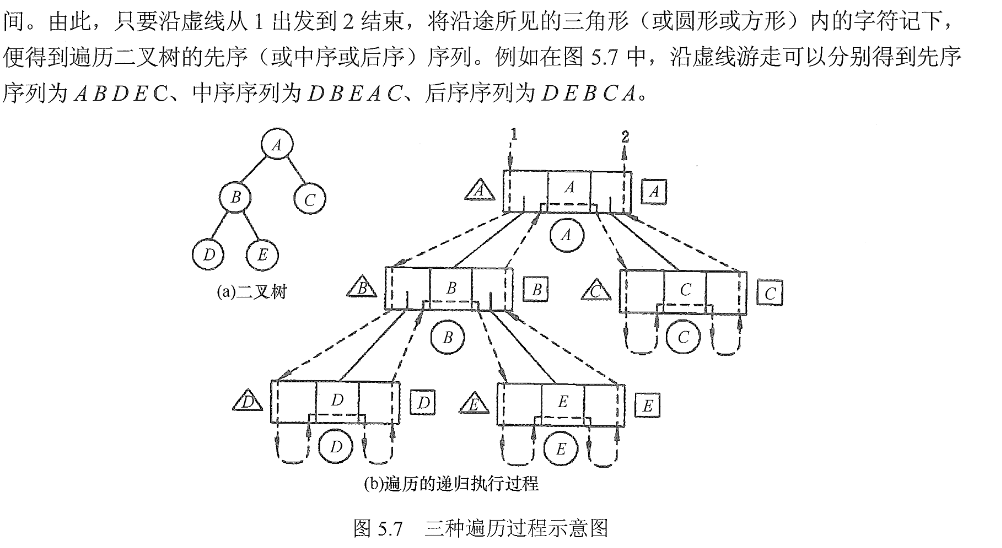 间。由此，只要沿虚线从 1 出发到 2 结束，将沿途所见的三角形（或圆形或方形）内的字符记下，
便得到遍历二叉树的先序（或中序或后序）序列。例如在图 5.7 中，沿虚线游走可以分别得到先序
序列为 A B D E C、中序序列为 D B E A C、后序序列为 D E B C A。
1 2
A
A A A
A
B C
B B B C C C
D E
B C
(a)二叉树
D D D E E E
D E
(b)遍历的递归执行过程
图 5.7 三种遍历过程示意图